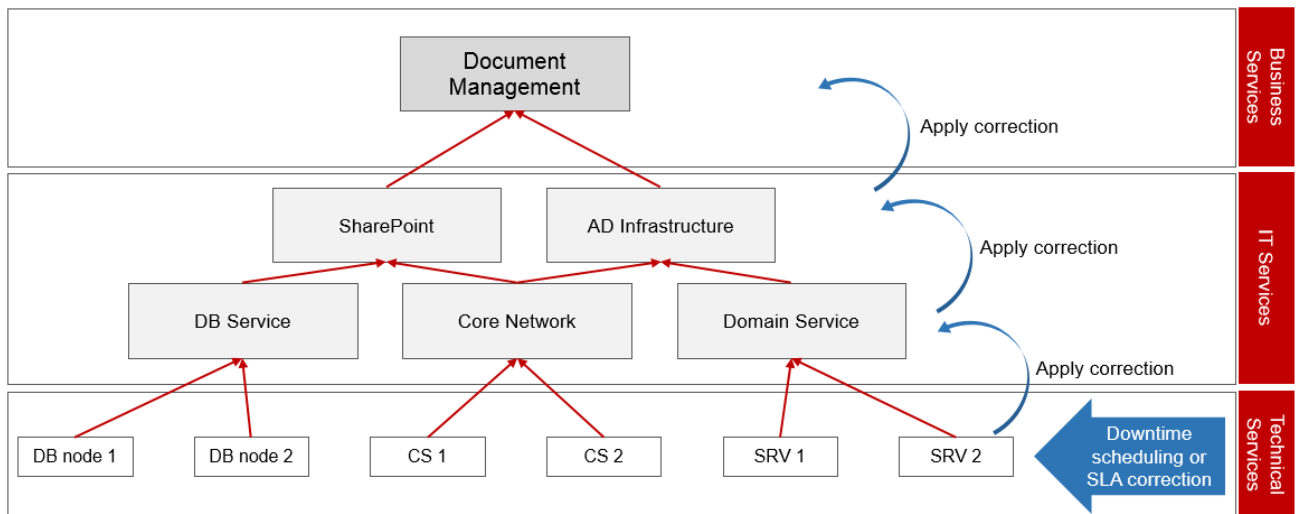 Document
Management
Apply correction
Business
Services
SharePoint
AD Infrastructure
Apply correction
DB Service
Core Network
Domain Service
IT Services
Apply correction
DB node 1
DB node 2
CS 1
CS 2
SRV 1
SRV 2
Downtime
scheduling or
SLA correction
Technical
Services